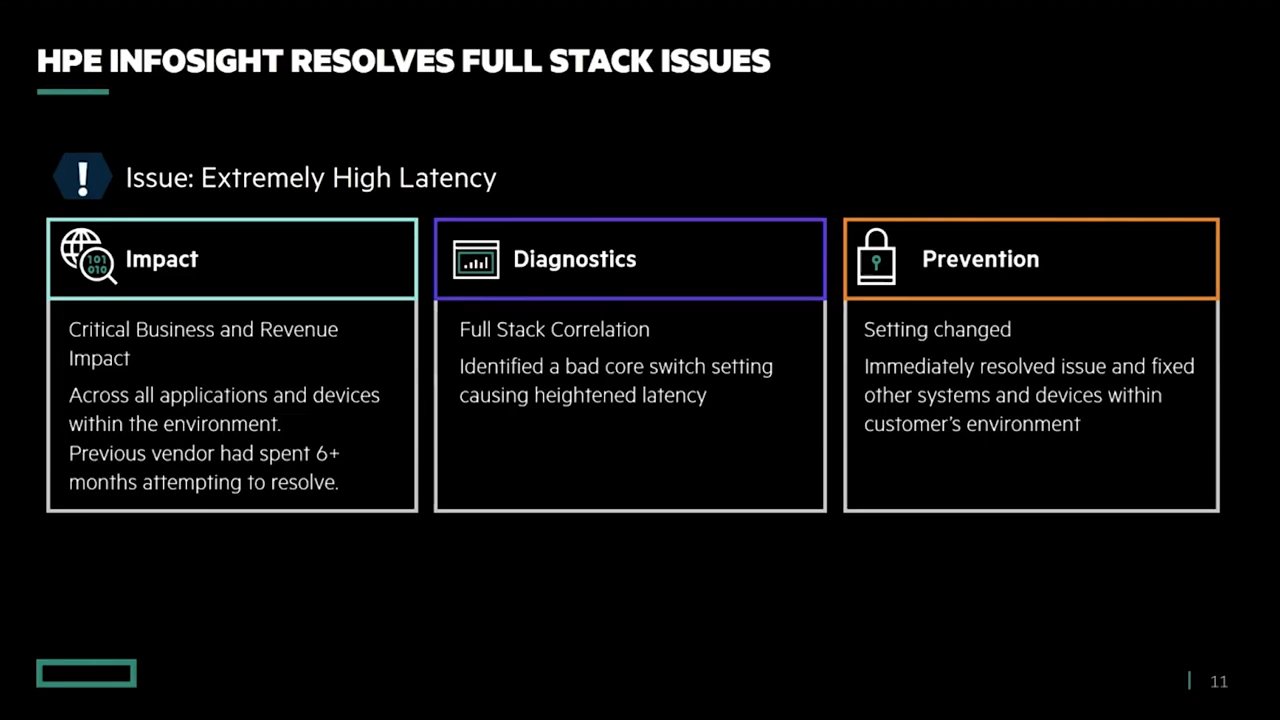 HPE INFOSIGHT RESOLVES FULL STACK ISSUES
! Issue: Extremely High Latency
101
010
Impact
Diagnostics
Prevention
Critical Business and Revenue
Impact
Across all applications and devices
within the environment.
Previous vendor had spent 6+
months attempting to resolve.
Full Stack Correlation
Identified a bad core switch setting
causing heightened latency
Setting changed
Immediately resolved issue and fixed
other systems and devices within
customer's environment
11